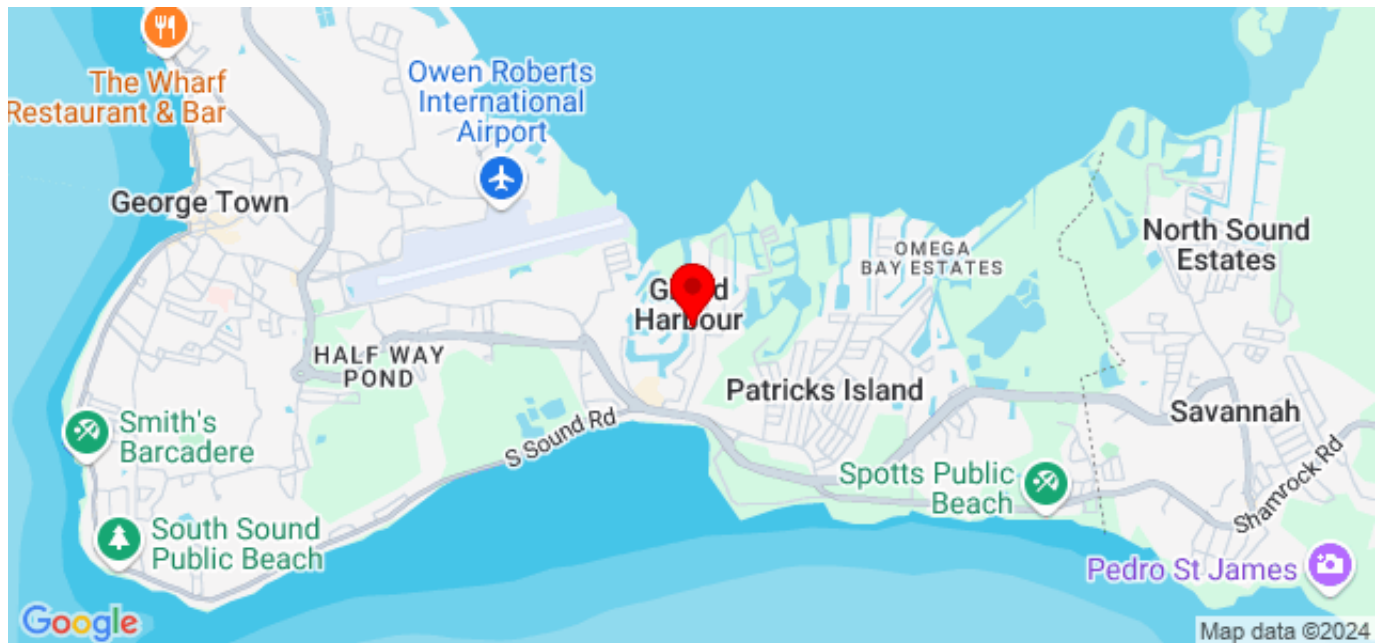 The Wharf
Restaurant & Bar
Owen Roberts
International
Airport
George Town
North Sound
Estates
OMEGA
BAY ESTATES
Harbour
HALF WAY
POND
Patricks Island
Savannah
Smith's
Barcadere
S Sound Rd
Spotts Public
Beach
Shamrock Rd
South Sound
Public Beach
Pedro St James
Google
Map data ©2024